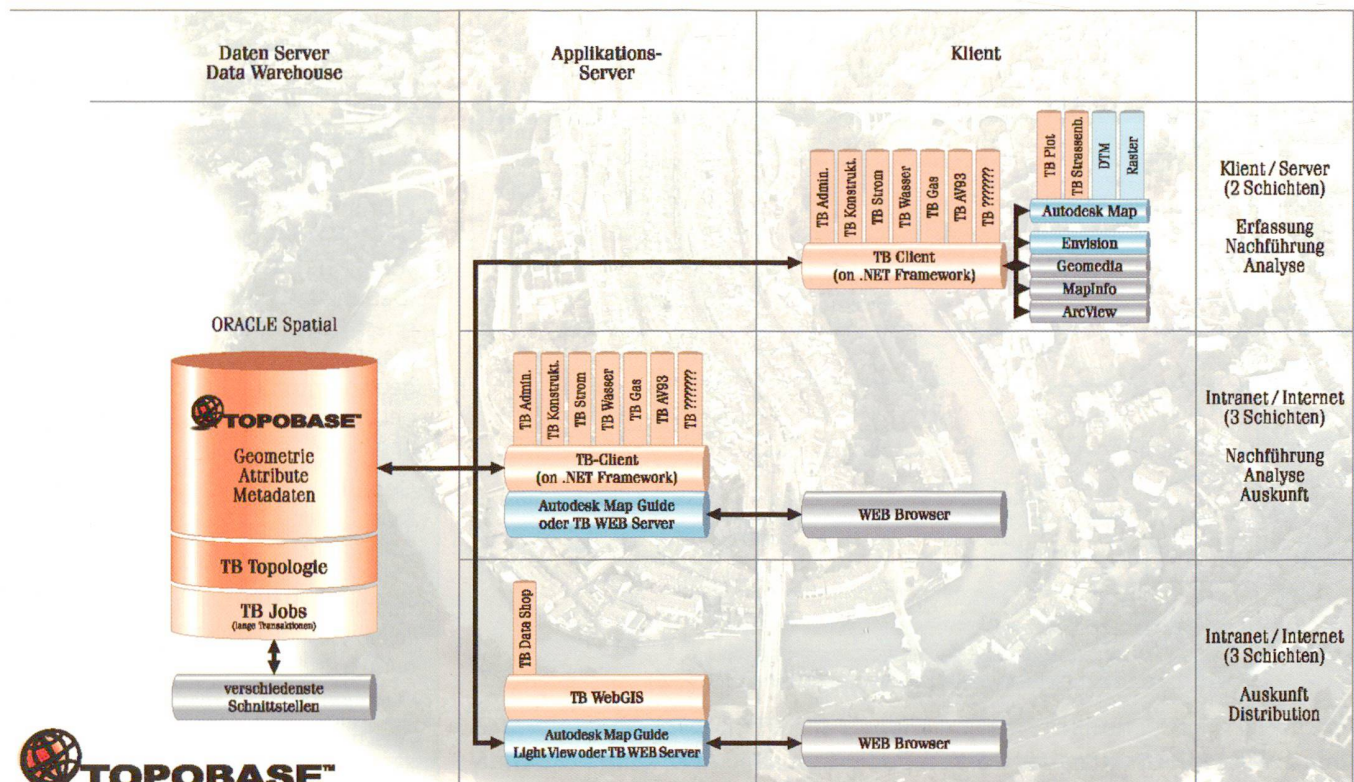 Daten Server
Data Warehouse
Applikations-
Server
Klient
TB Admin.
TB Konstrukt.
TB Strom
TB Wasser
TB Gas
TB AV93
TB ???????
TB Client
(on .NET Framework)
TB Plot
TB Strassenb.
DTM
Raster
Autodesk Map
Envision
Geomedia
MapInfo
ArcView
Klient / Server
(2 Schichten)
Erfassung
Nachführung
Analyse
ORACLE Spatial
TOPOBASE™
Geometrie
Attribute
Metadaten
TB Topologie
TB Jobs
(lange Transaktionen)
verschiedenste
Schnittstellen
TB Admin.
TB Konstrukt.
TB Strom
TB Wasser
TB Gas
TB AV93
TB ???????
TB-Client
(on .NET Framework)
Autodesk Map Guide
oder TB WEB Server
WEB Browser
Intranet / Internet
(3 Schichten)
Nachführung
Analyse
Auskunft
TB Data Shop
TB WebGIS
Autodesk Map Guide
Light View oder TB WEB Server
WEB Browser
Intranet / Internet
(3 Schichten)
Auskunft
Distribution
TOPOBASE™